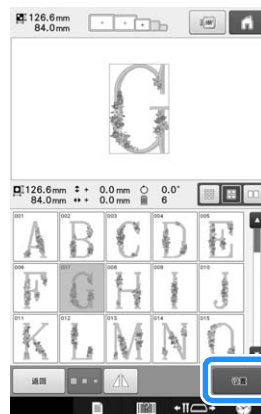 126.6mm
84.0mm
126.6mm 0.0mm 0.0°
84.0mm 0.0mm 6
001 002 003 004 005
A B C D E
006 007 008 009 010
F G H I J
011 012 013 014 015
K L M N O
返回